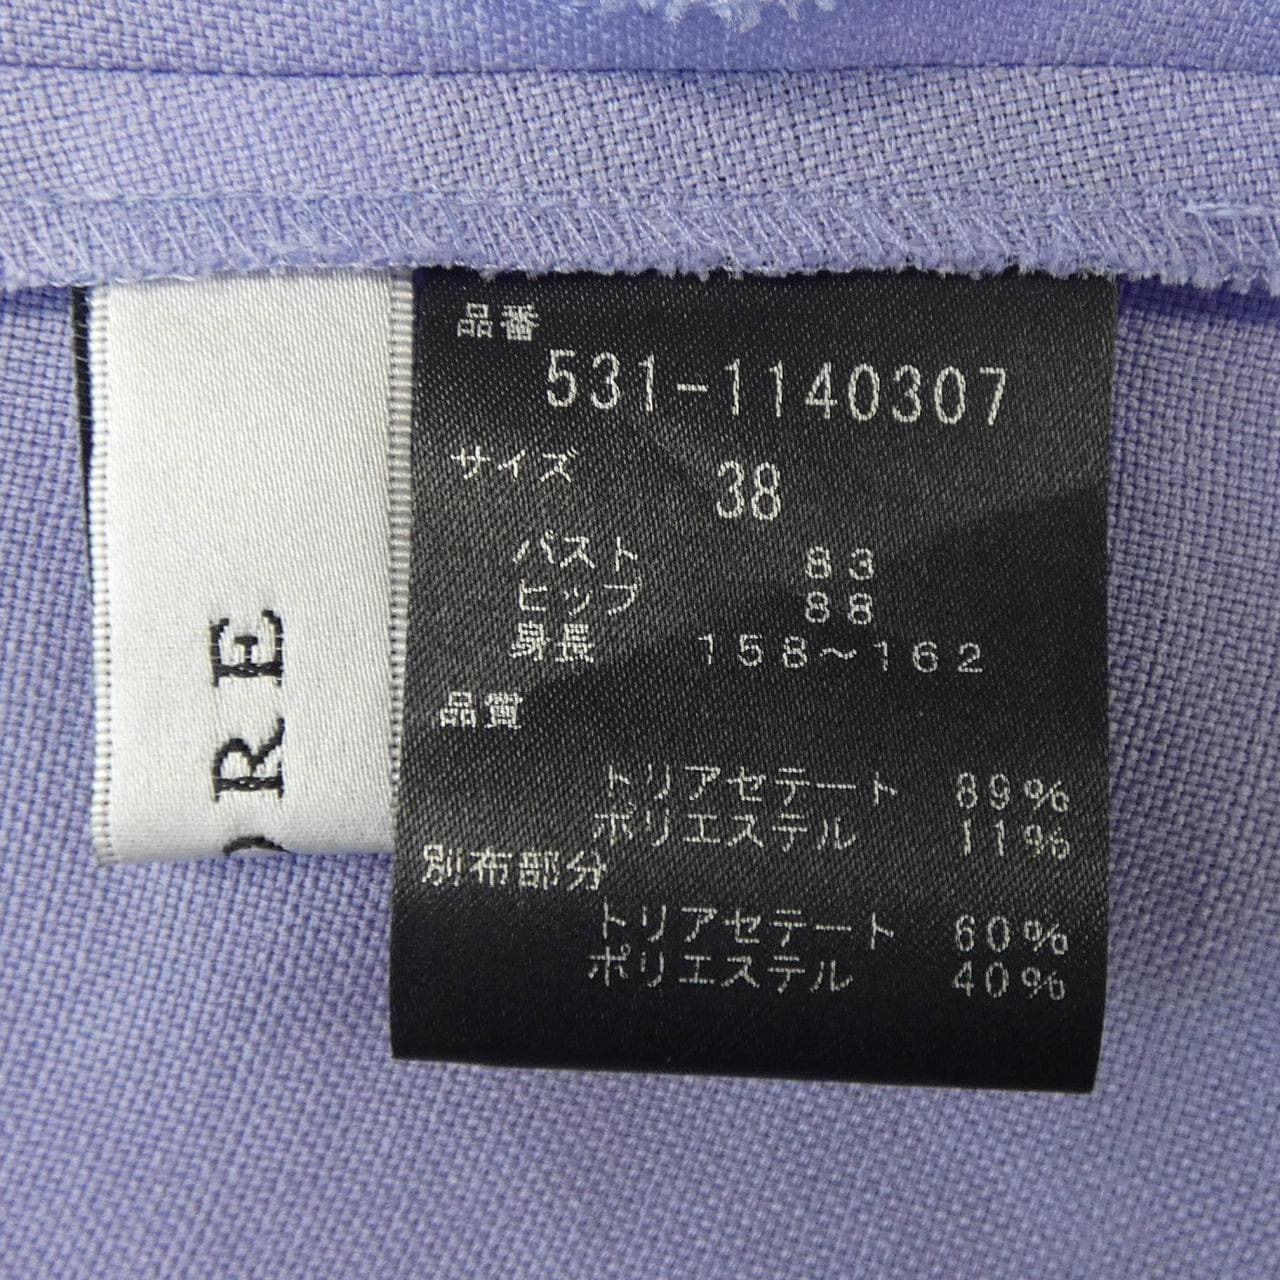 品番
531-1140307
サイズ 38
バスト 83
ヒップ 88
身長 158～162
品質
トリアセテート 89%
ポリエステル 11%
別布部分
トリアセテート 60%
ポリエステル 40%
ORE